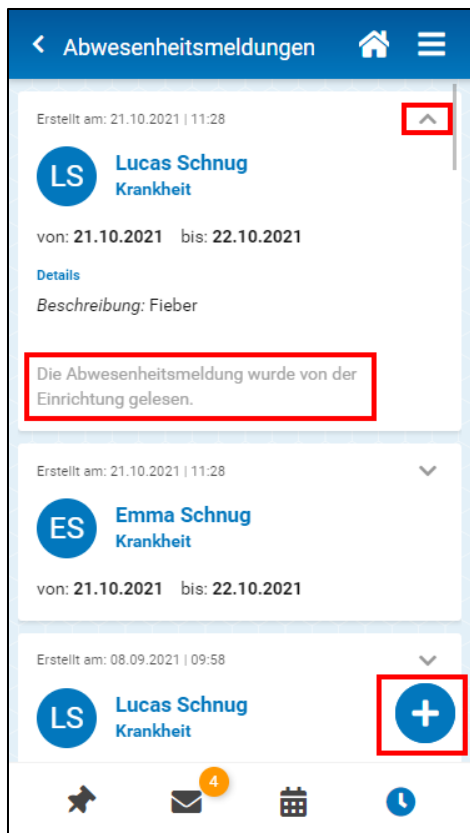 Abwesenheitsmeldungen
Erstellt am: 21.10.2021 | 11:28
LS
Lucas Schnug
Krankheit
von: 21.10.2021 bis: 22.10.2021
Details
Beschreibung: Fieber
Die Abwesenheitsmeldung wurde von der
Einrichtung gelesen.
Erstellt am: 21.10.2021 | 11:28
ES
Emma Schnug
Krankheit
von: 21.10.2021 bis: 22.10.2021
Erstellt am: 08.09.2021 | 09:58
LS
Lucas Schnug
Krankheit
4